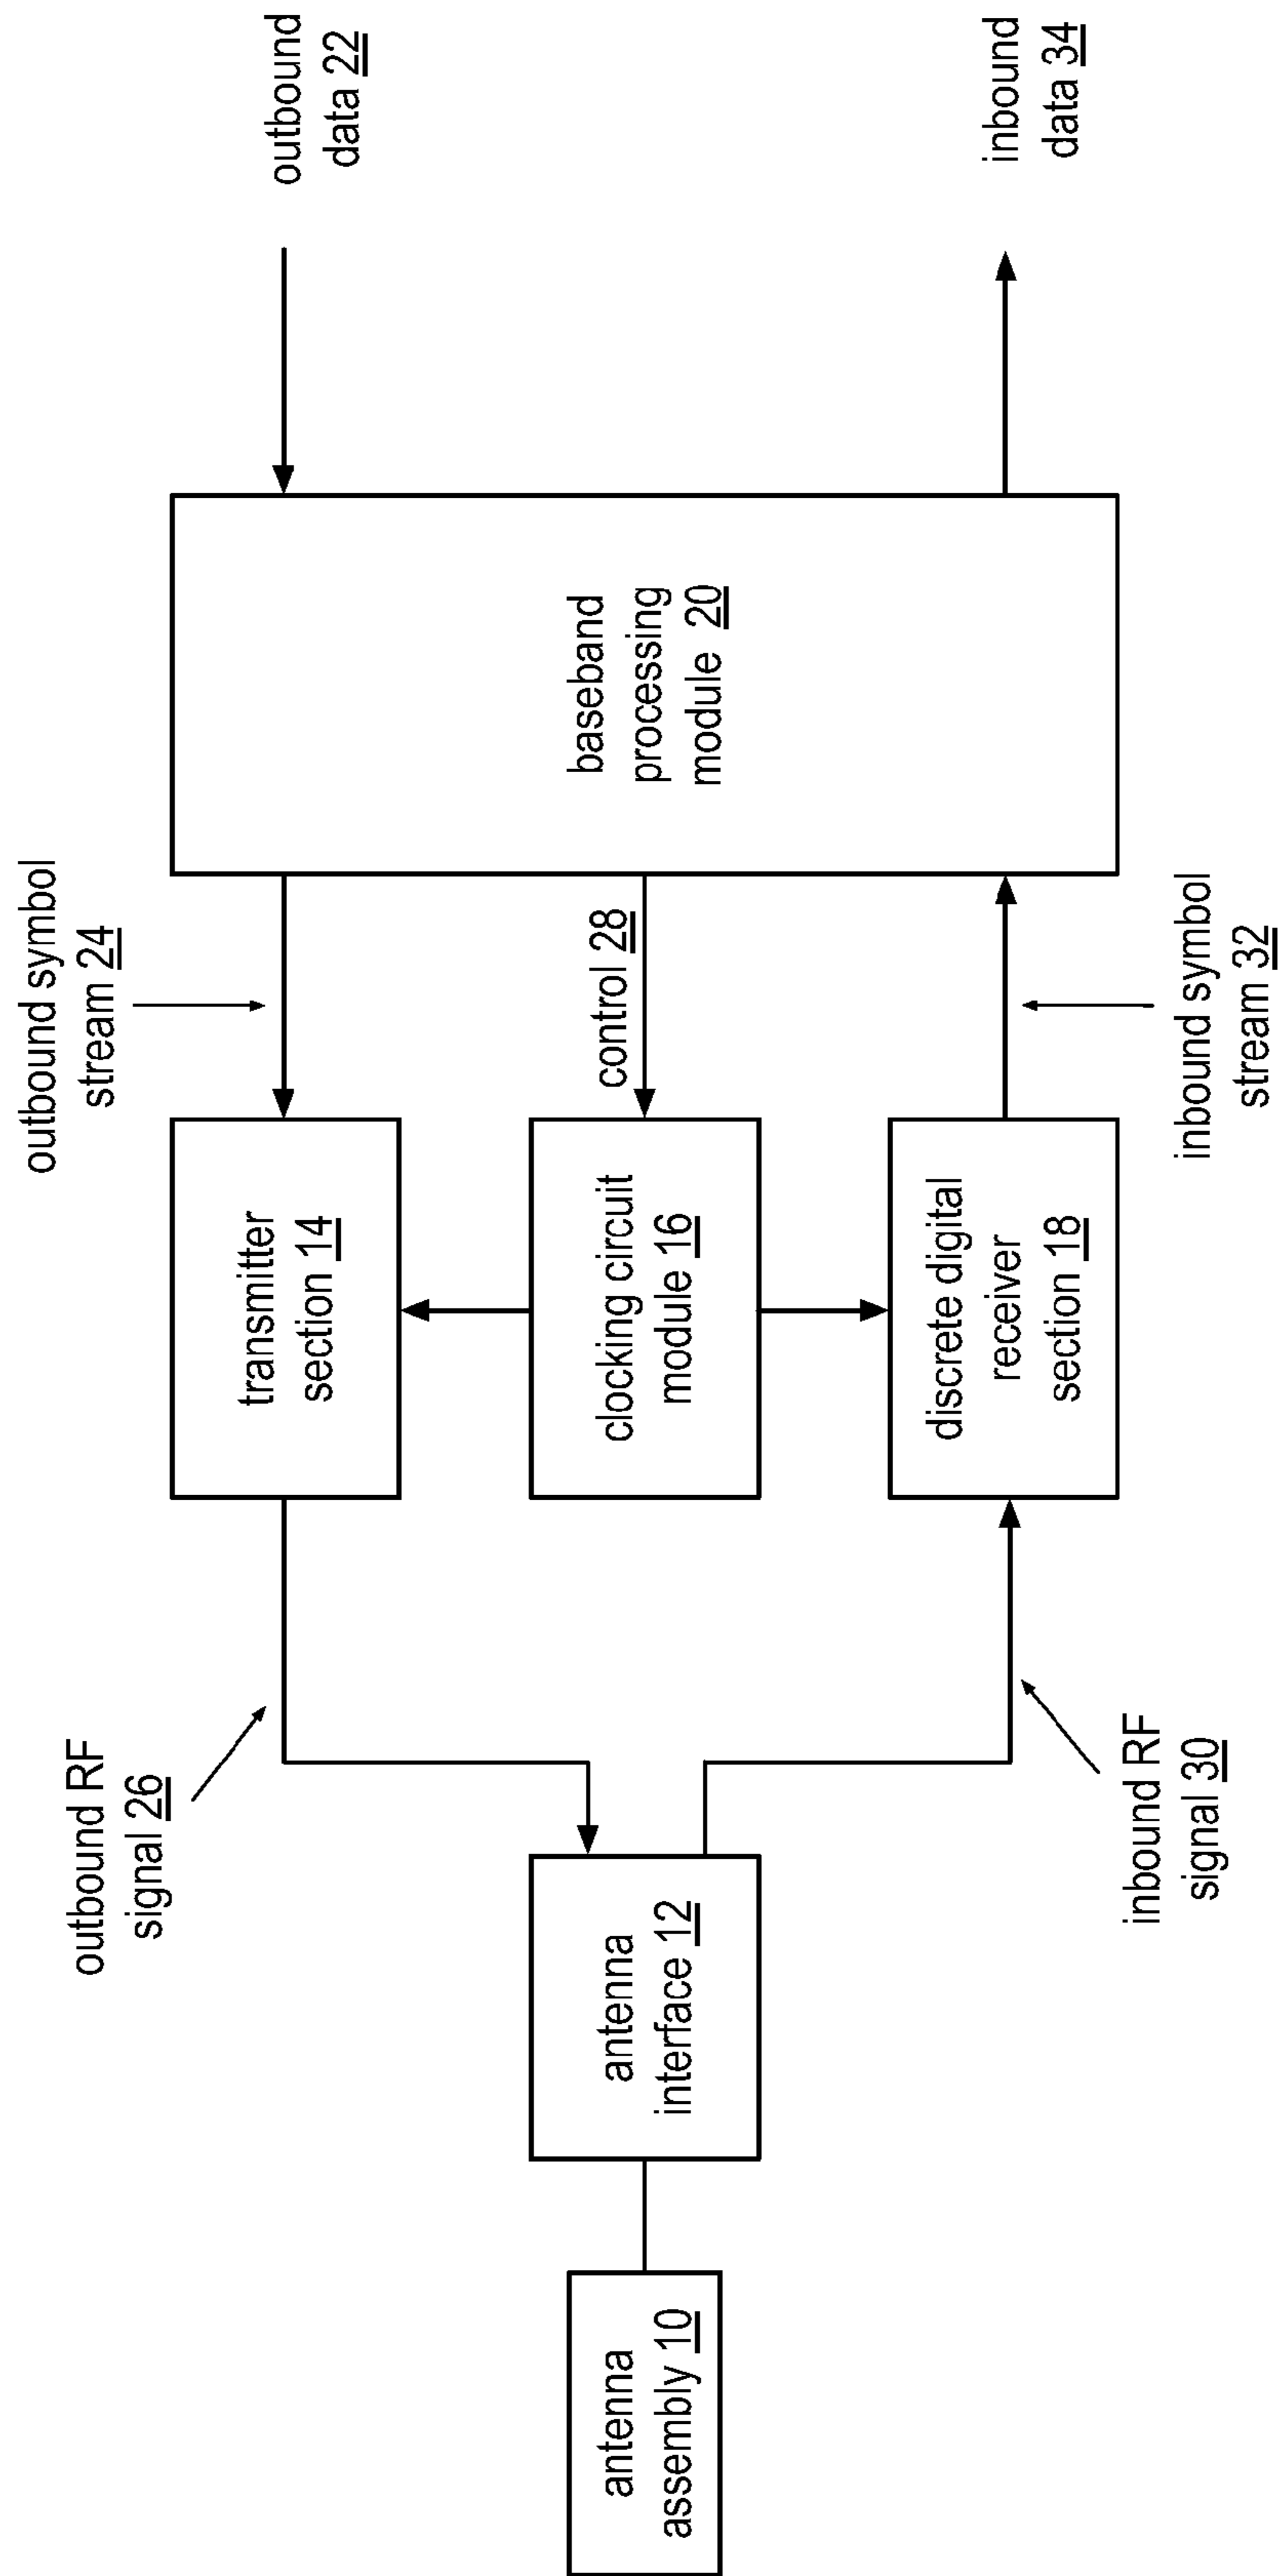 outbound
data 22
outbound symbol
stream 24
outbound RF
signal 26
transmitter
section 14
control 28
baseband
processing
module 20
clocking circuit
module 16
antenna
assembly 10
antenna
interface 12
discrete digital
receiver
section 18
inbound RF
signal 30
inbound symbol
stream 32
inbound
data 34